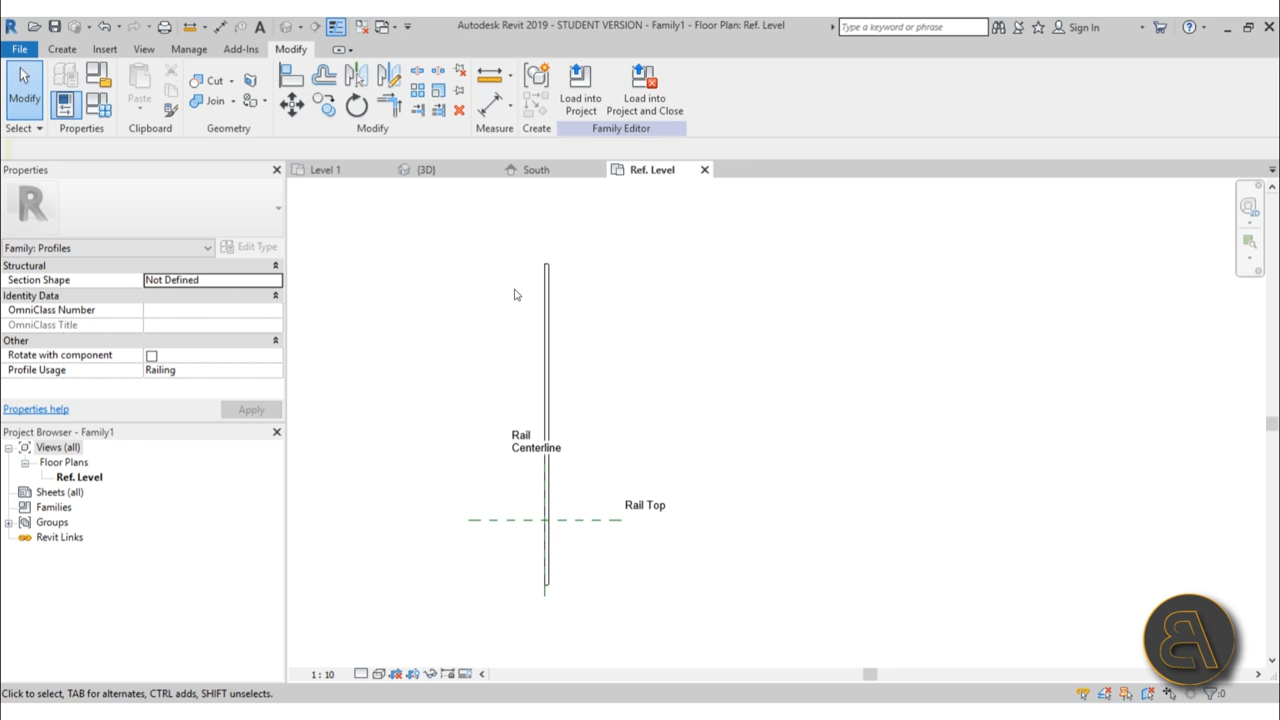 Autodesk Revit 2019 - STUDENT VERSION - Family1 - Floor Plan: Ref. Level
Type a keyword or phrase
Sign In
File
Create
Insert
View
Manage
Add-Ins
Modify
Modify
Paste
Cut
Join
Load into
Project
Load into
Project and Close
Select
Properties
Clipboard
Geometry
Modify
Measure
Create
Family Editor
Properties
Level 1
{3D}
South
Ref. Level
Family: Profiles
Edit Type
Structural
Section Shape
Not Defined
Identity Data
OmniClass Number
OmniClass Title
Other
Rotate with component
Profile Usage
Railing
Properties help
Apply
Project Browser - Family1
Views (all)
Floor Plans
Ref. Level
Sheets (all)
Families
Groups
Revit Links
Rail
Centerline
Rail Top
2D
1 : 10
Click to select, TAB for alternates, CTRL adds, SHIFT unselects.
:0